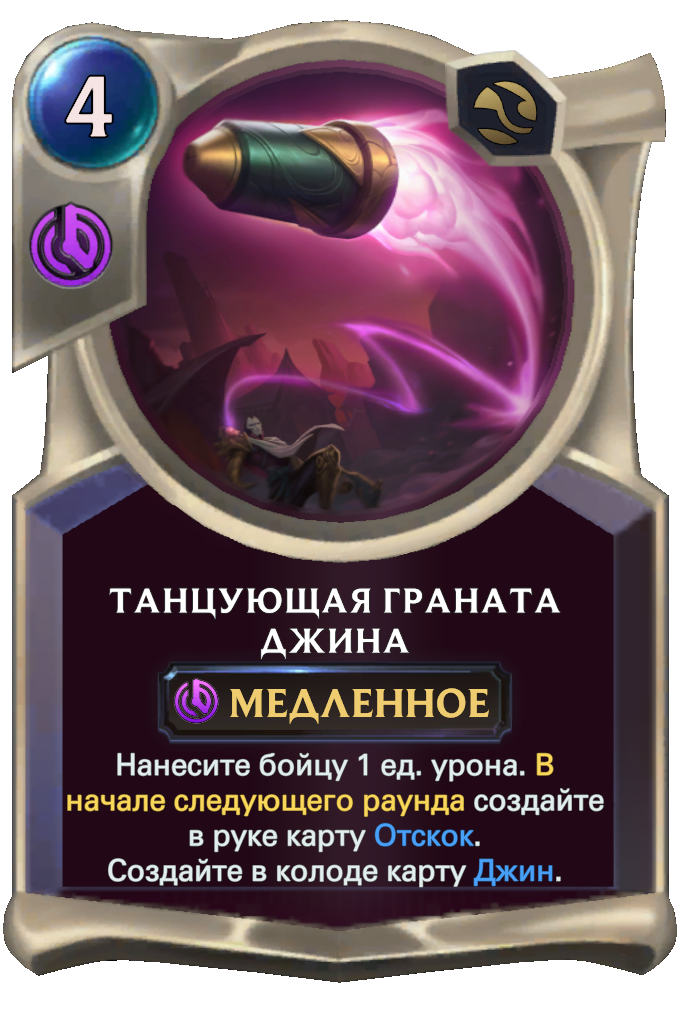 4
ТАНЦУЮЩАЯ ГРАНАТА
ДЖИНА
МЕДЛЕННОЕ
Нанесите бойцу 1 ед. урона. В
начале следующего раунда создайте
в руке карту Отскок.
Создайте в колоде карту Джин.